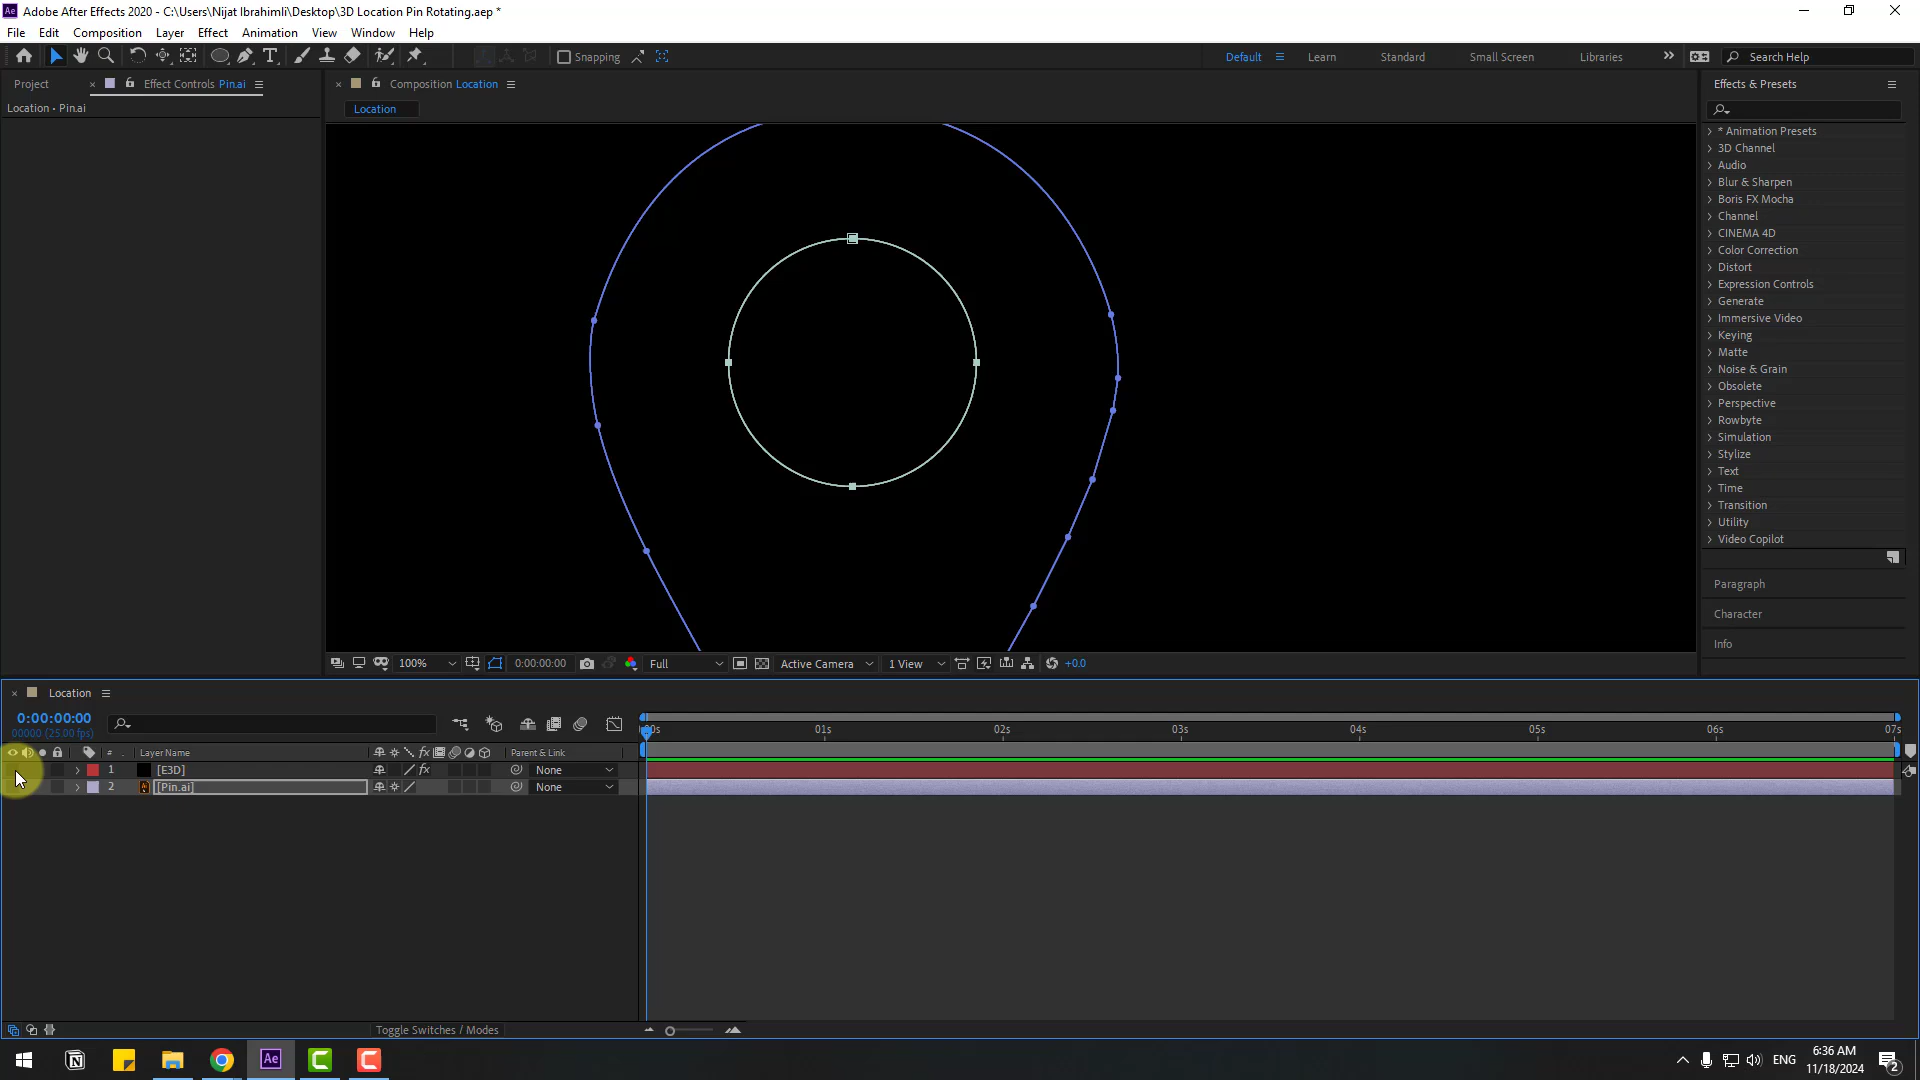 Adobe After Effects 2020 - C:\Users\Nijat Ibrahimli\Desktop\3D Location Pin Rotating.aep *
File Edit Composition Layer Effect Animation View Window Help
Snapping
Default Learn Standard Small Screen Libraries Search Help
Project Effect Controls Pin.ai
Location • Pin.ai
Composition Location
Location
Effects & Presets
* Animation Presets
3D Channel
Audio
Blur & Sharpen
Boris FX Mocha
Channel
CINEMA 4D
Color Correction
Distort
Expression Controls
Generate
Immersive Video
Keying
Matte
Noise & Grain
Obsolete
Perspective
Rowbyte
Simulation
Stylize
Text
Time
Transition
Utility
Video Copilot
Paragraph
Character
Info
100% 0:00:00:00 Full Active Camera 1 View +0.0
Location
0:00:00:00
00000 (25.00 fps)
01s 02s 03s 04s 05s 06s 07s
# Layer Name fx Parent & Link
1 [E3D] fx None
2 [Pin.ai] None
Toggle Switches / Modes
Ae ENG 6:36 AM
11/18/2024 2